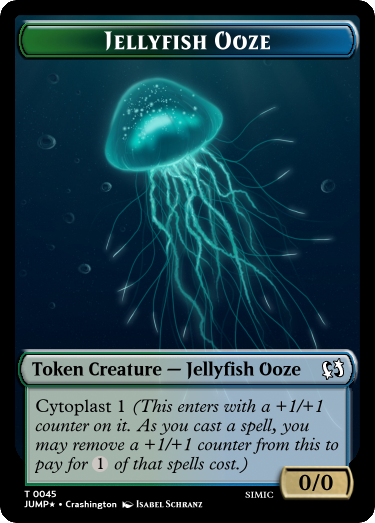 Jellyfish Ooze
Token Creature — Jellyfish Ooze
Cytoplast 1 (This enters with a +1/+1
counter on it. As you cast a spell, you
may remove a +1/+1 counter from this to
pay for 1 of that spells cost.)
0/0
T 0045
SIMIC
JUMP★ • Crashington Isabel Schranz